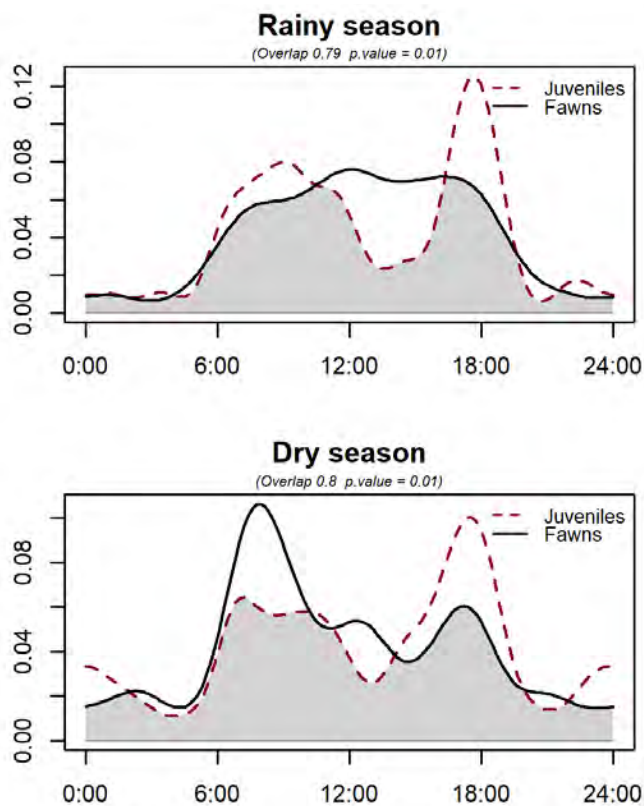 Rainy season
(Overlap 0.79 p.value = 0.01)
Juveniles
Fawns
0.12
0.08
0.04
0.00
0:00 6:00 12:00 18:00 24:00
Dry season
(Overlap 0.8 p.value = 0.01)
Juveniles
Fawns
0.08
0.04
0.00
0:00 6:00 12:00 18:00 24:00